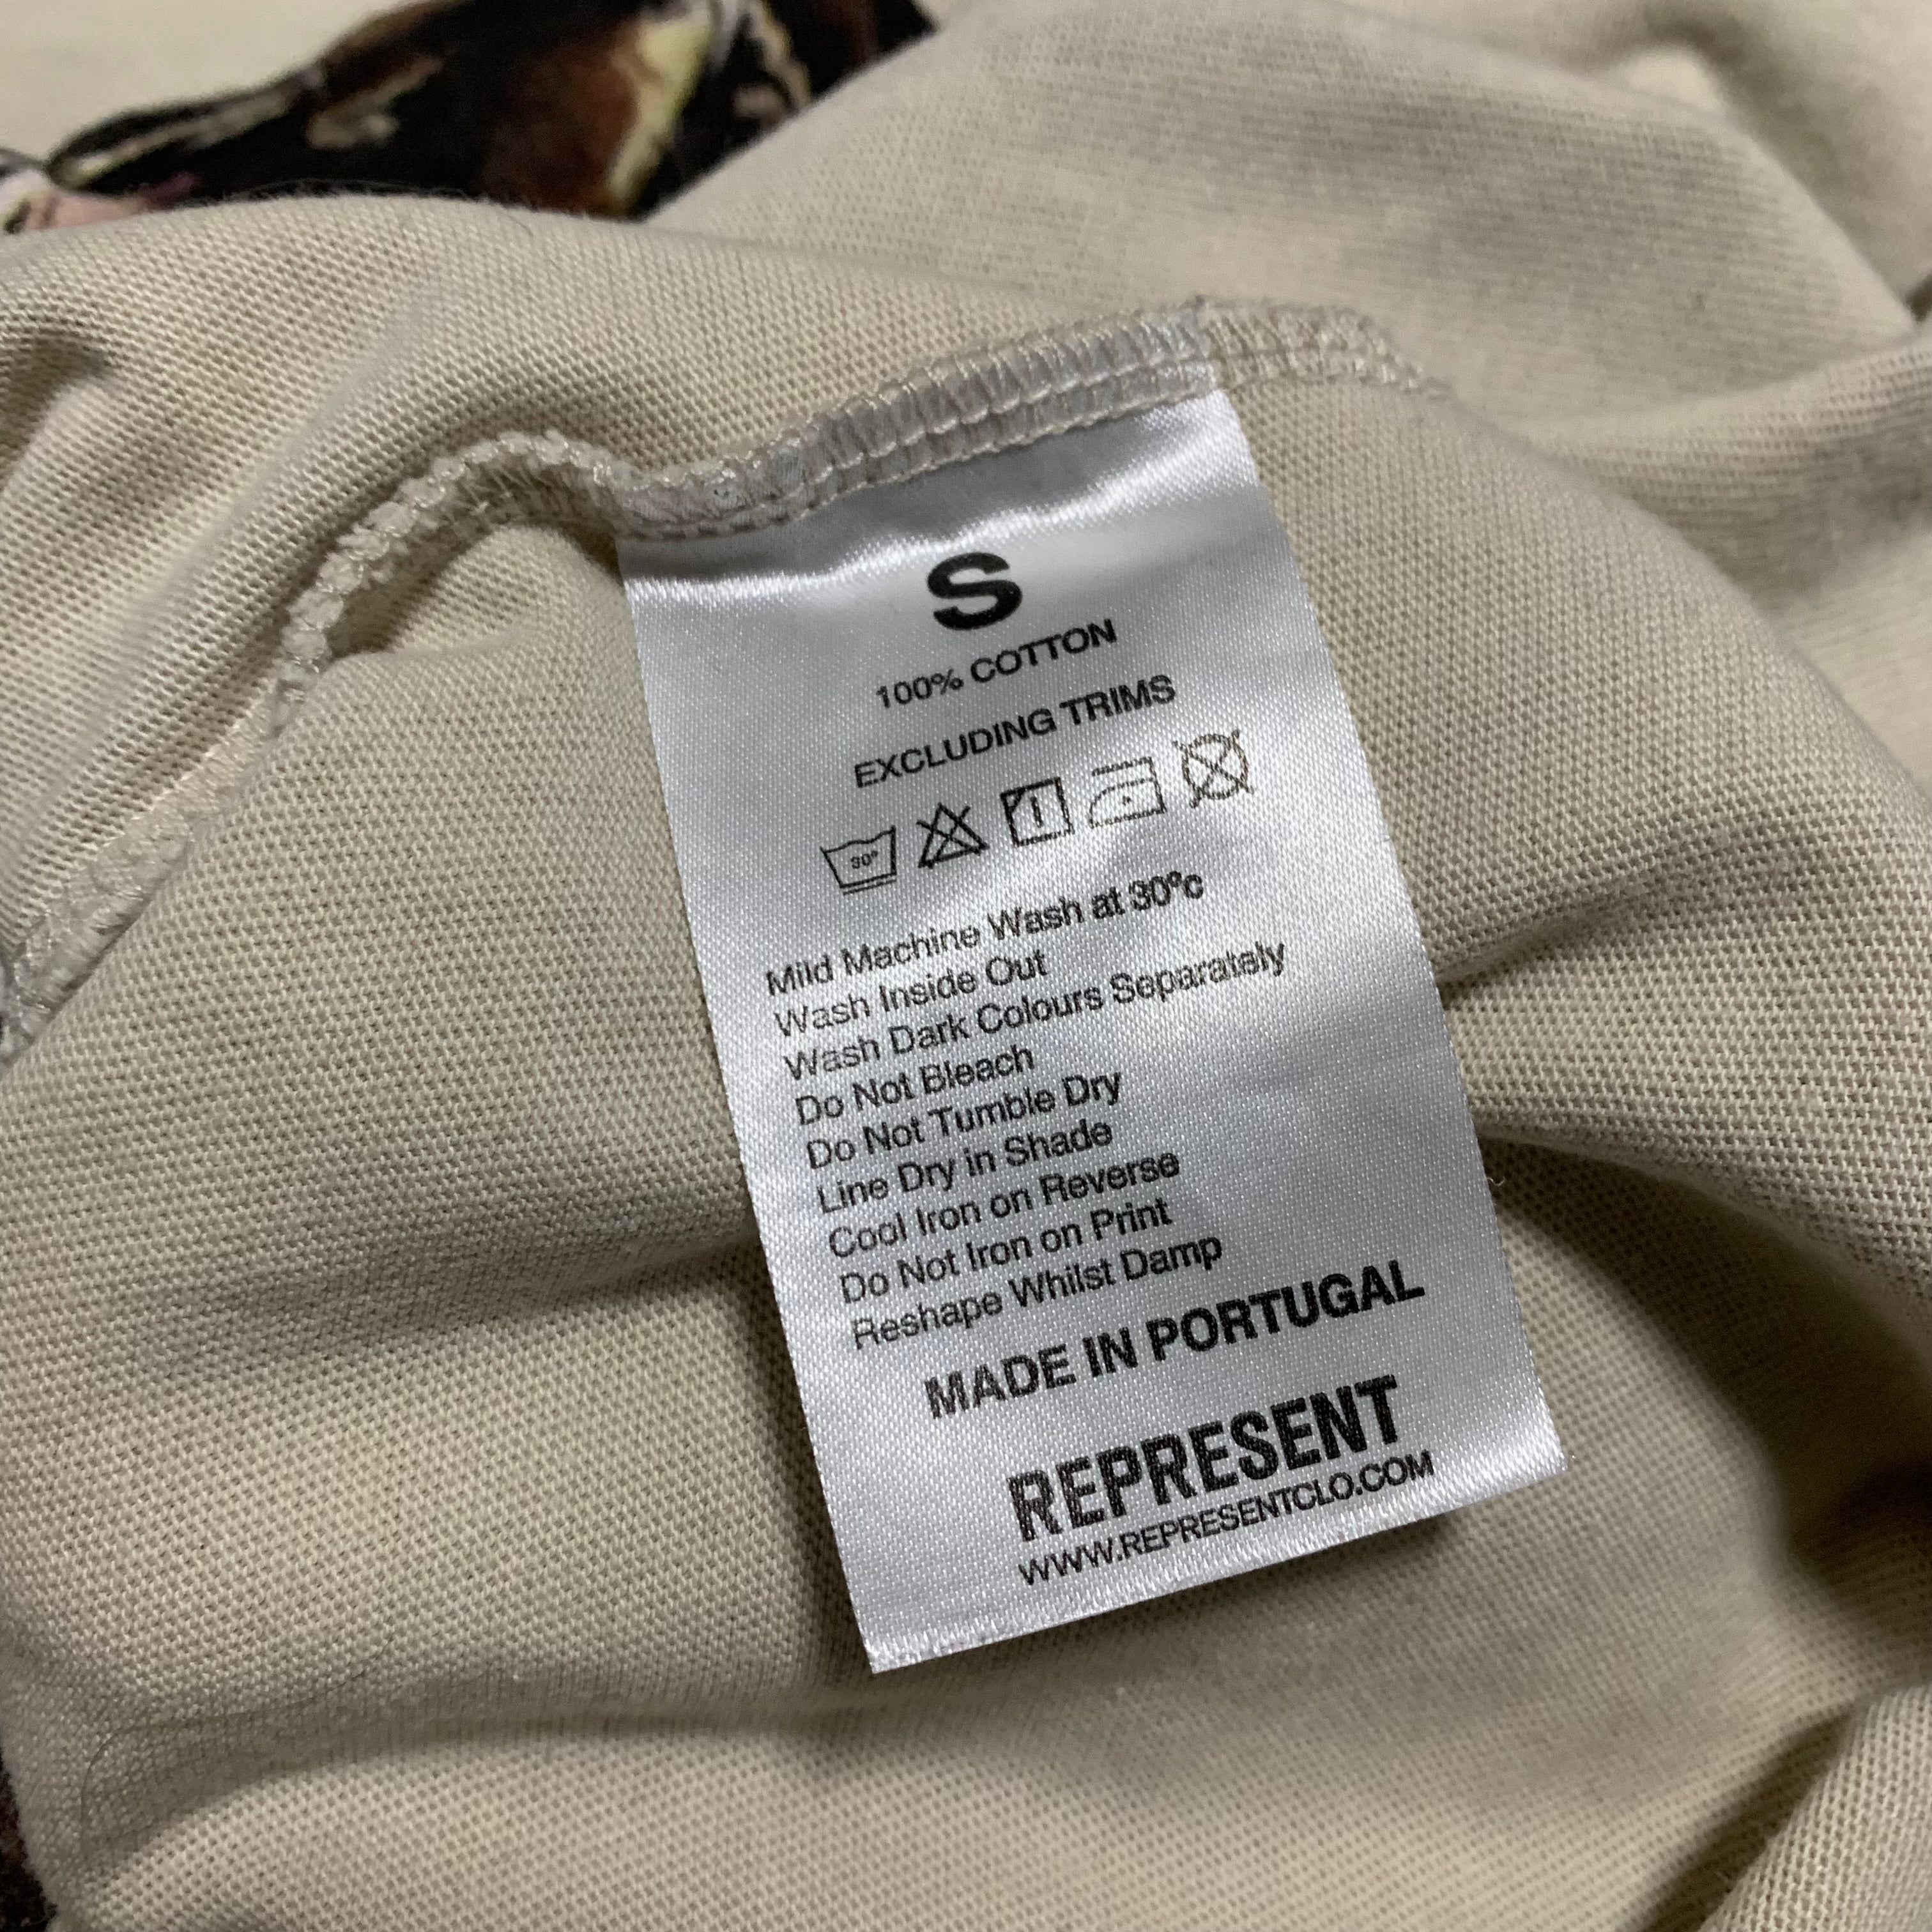 S
100% COTTON
EXCLUDING TRIMS
30°
Mild Machine Wash at 30ºc
Wash Inside Out
Wash Dark Colours Separately
Do Not Bleach
Do Not Tumble Dry
Line Dry in Shade
Cool Iron on Reverse
Do Not Iron on Print
Reshape Whilst Damp
MADE IN PORTUGAL
REPRESENT
WWW.REPRESENTCLO.COM